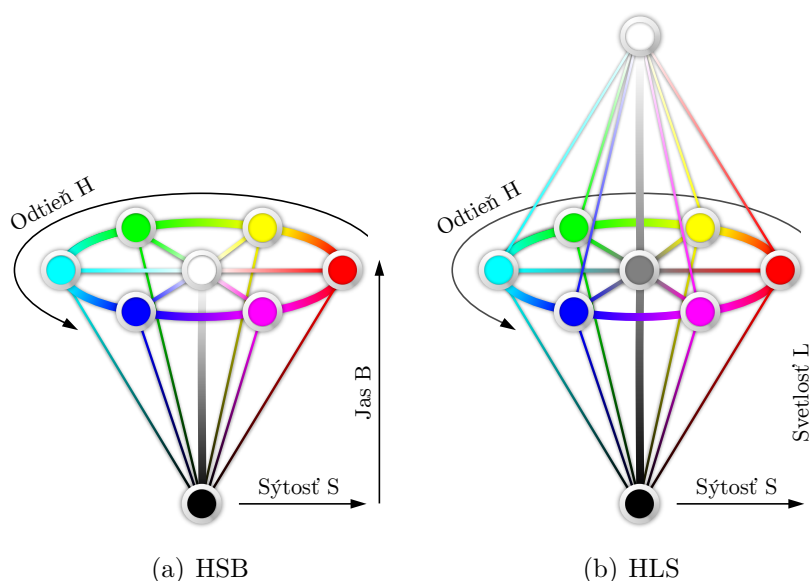 Odtieň H
Jas B
Sýtosť S
(a) HSB
Odtieň H
Svetlosť L
Sýtosť S
(b) HLS